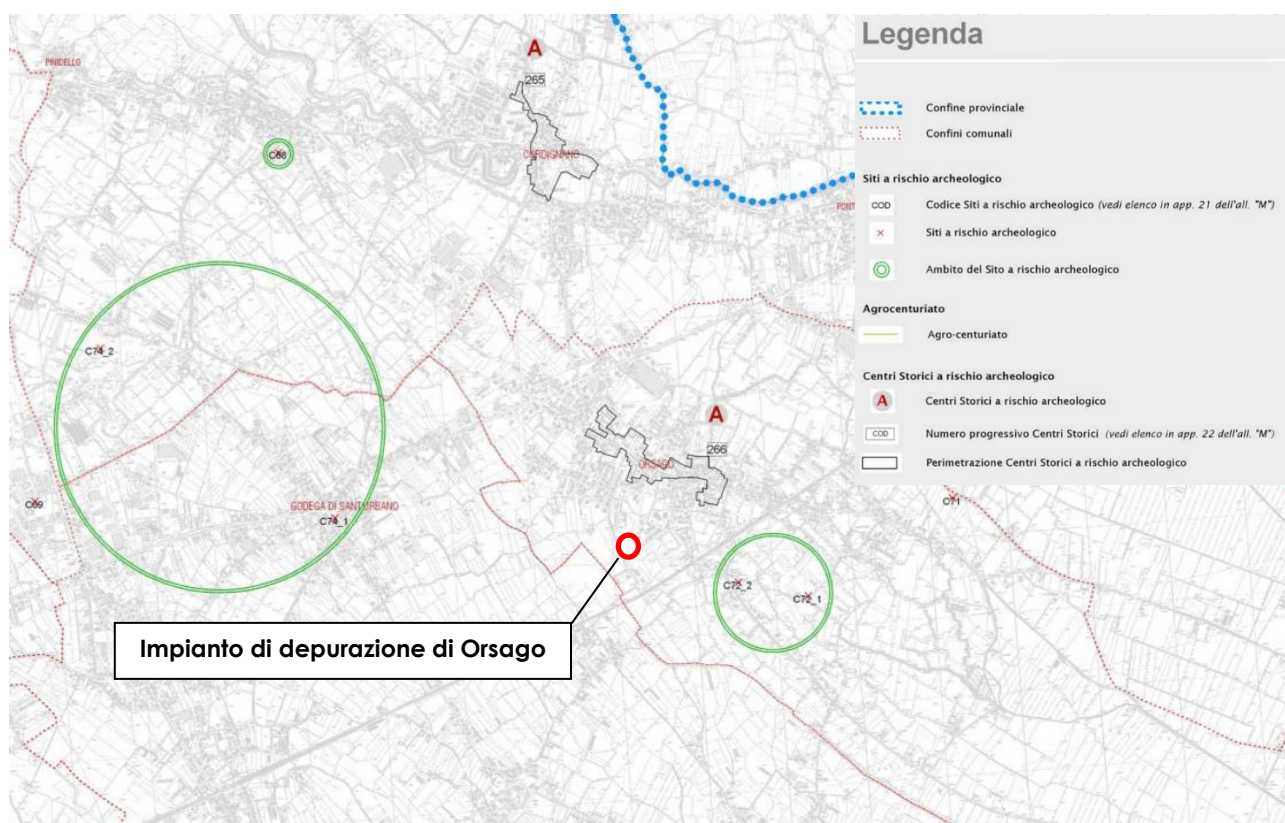 PINIDELLO
A
265
CORDIGNANO
C68
PONT
C74_2
A
266
ORSAGO
C69
GODEGA DI SANT'URBANO
C74_1
C71
C72_2
C72_1
Impianto di depurazione di Orsago
Legenda
Confine provinciale
Confini comunali
Siti a rischio archeologico
COD Codice Siti a rischio archeologico (vedi elenco in app. 21 dell'all. "M")
Siti a rischio archeologico
Ambito del Sito a rischio archeologico
Agrocenturiato
Agro-centuriato
Centri Storici a rischio archeologico
A Centri Storici a rischio archeologico
COD Numero progressivo Centri Storici (vedi elenco in app. 22 dell'all. "M")
Perimetrazione Centri Storici a rischio archeologico